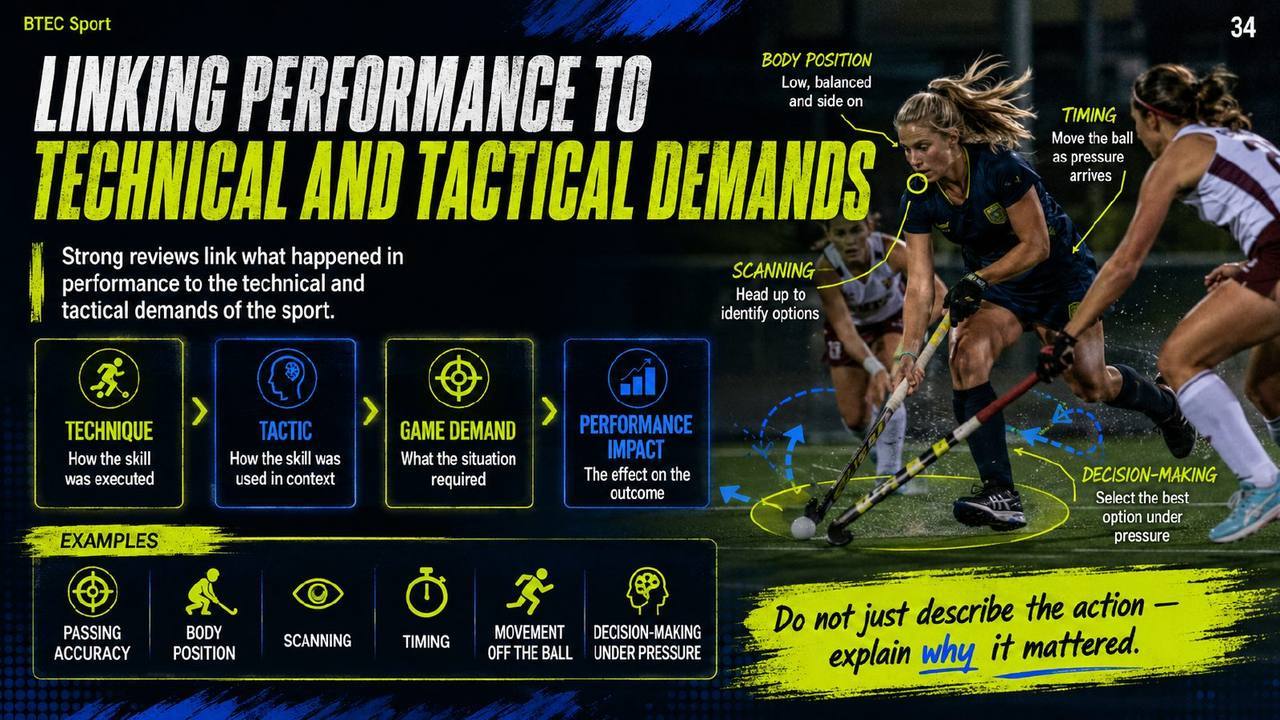 BTEC Sport
34
LINKING PERFORMANCE TO
TECHNICAL AND TACTICAL DEMANDS
Strong reviews link what happened in
performance to the technical and
tactical demands of the sport.
TECHNIQUE
How the skill
was executed
TACTIC
How the skill was
used in context
GAME DEMAND
What the situation
required
PERFORMANCE
IMPACT
The effect on the
outcome
EXAMPLES
PASSING
ACCURACY
BODY
POSITION
SCANNING
TIMING
MOVEMENT
OFF THE BALL
DECISION-MAKING
UNDER PRESSURE
BODY POSITION
Low, balanced
and side on
TIMING
Move the ball
as pressure
arrives
SCANNING
Head up to
identify options
DECISION-MAKING
Select the best
option under
pressure
Do not just describe the action —
explain why it mattered.